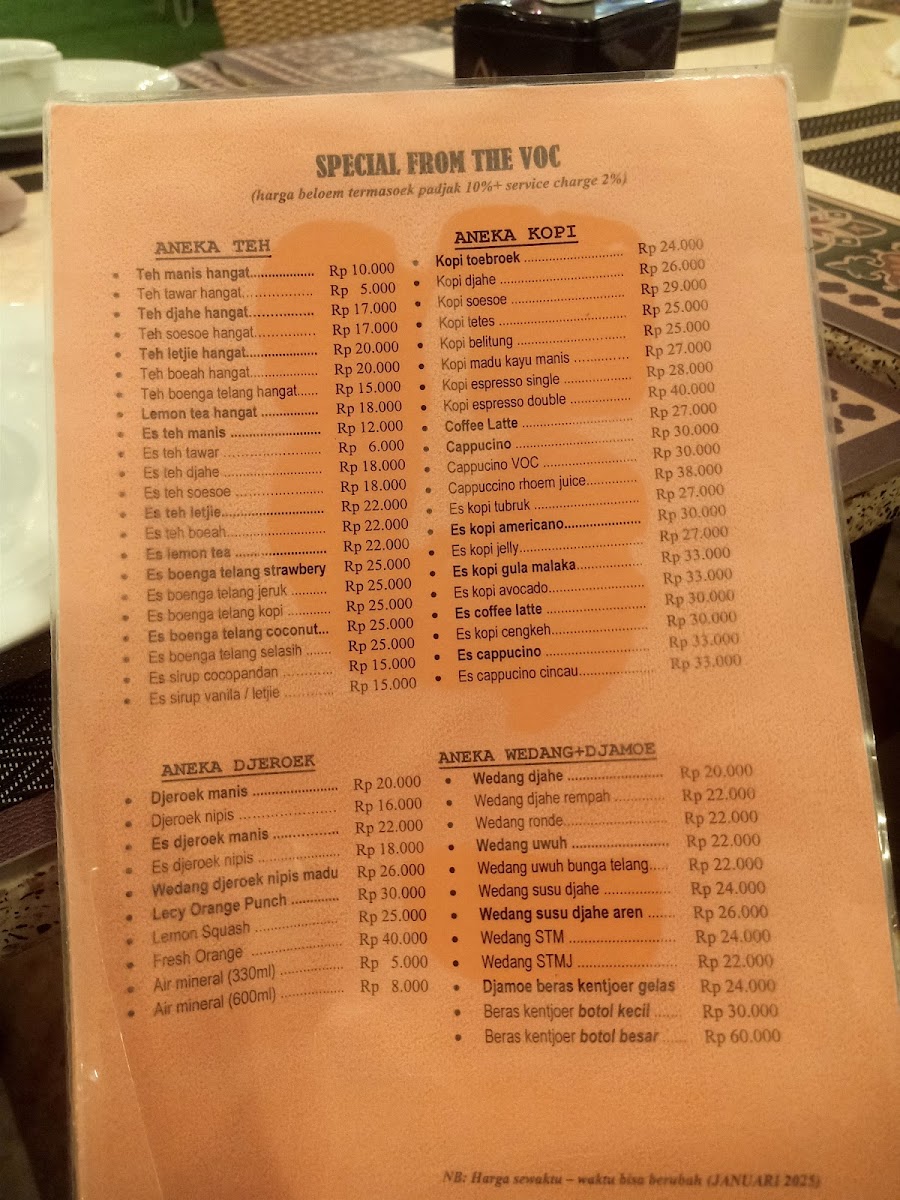 SPECIAL FROM THE VOC
(harga beloem termasoek padjak 10%+ service charge 2%)
ANEKA TEH
• Teh manis hangat.................. Rp 10.000
• Teh tawar hangat.................. Rp 5.000
• Teh djahe hangat.................. Rp 17.000
• Teh soesoe hangat................. Rp 17.000
• Teh letjie hangat.................... Rp 20.000
• Teh boeah hangat.................. Rp 20.000
• Teh boenga telang hangat...... Rp 15.000
• Lemon tea hangat ................ Rp 18.000
• Es teh manis ......................... Rp 12.000
• Es teh tawar .......................... Rp 6.000
• Es teh djahe .......................... Rp 18.000
• Es teh soesoe ....................... Rp 18.000
• Es teh letjie............................ Rp 22.000
• Es teh boeah......................... Rp 22.000
• Es lemon tea ......................... Rp 22.000
• Es boenga telang strawbery Rp 25.000
• Es boenga telang jeruk .......... Rp 25.000
• Es boenga telang kopi ........... Rp 25.000
• Es boenga telang coconut... Rp 25.000
• Es boenga telang selasih ...... Rp 25.000
• Es sirup cocopandan ............. Rp 15.000
• Es sirup vanila / letjie ............. Rp 15.000
ANEKA KOPI
• Kopi toebroek ............................ Rp 24.000
• Kopi djahe ................................ Rp 26.000
• Kopi soesoe ............................. Rp 29.000
• Kopi tetes ................................ Rp 25.000
• Kopi belitung ............................ Rp 25.000
• Kopi madu kayu manis .............. Rp 27.000
• Kopi espresso single ................. Rp 28.000
• Kopi espresso double ............... Rp 40.000
• Coffee Latte .............................. Rp 27.000
• Cappucino ................................. Rp 30.000
• Cappucino VOC ........................ Rp 30.000
• Cappuccino rhoem juice............. Rp 38.000
• Es kopi tubruk ........................... Rp 27.000
• Es kopi americano..................... Rp 30.000
• Es kopi jelly............................... Rp 27.000
• Es kopi gula malaka.................. Rp 33.000
• Es kopi avocado........................ Rp 33.000
• Es coffee latte ........................... Rp 30.000
• Es kopi cengkeh........................ Rp 30.000
• Es cappucino ............................ Rp 33.000
• Es cappucino cincau.................. Rp 33.000
ANEKA DJEROEK
• Djeroek manis ........................ Rp 20.000
• Djeroek nipis .......................... Rp 16.000
• Es djeroek manis .................. Rp 22.000
• Es djeroek nipis ...................... Rp 18.000
• Wedang djeroek nipis madu Rp 26.000
• Lecy Orange Punch ............. Rp 30.000
• Lemon Squash ....................... Rp 25.000
• Fresh Orange ......................... Rp 40.000
• Air mineral (330ml) ................. Rp 5.000
• Air mineral (600ml) ................. Rp 8.000
ANEKA WEDANG+DJAMOE
• Wedang djahe ......................... Rp 20.000
• Wedang djahe rempah ............. Rp 22.000
• Wedang ronde.......................... Rp 22.000
• Wedang uwuh ......................... Rp 22.000
• Wedang uwuh bunga telang..... Rp 22.000
• Wedang susu djahe ................. Rp 24.000
• Wedang susu djahe aren ....... Rp 26.000
• Wedang STM ........................... Rp 24.000
• Wedang STMJ ......................... Rp 22.000
• Djamoe beras kentjoer gelas Rp 24.000
• Beras kentjoer botol kecil ....... Rp 30.000
• Beras kentjoer botol besar ...... Rp 60.000
NB: Harga sewaktu – waktu bisa berubah (JANUARI 2025)